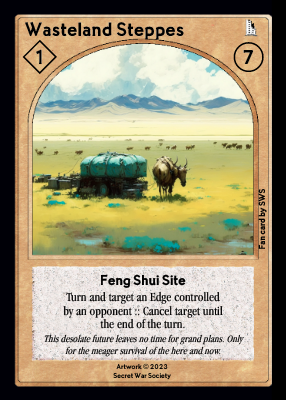 Wasteland Steppes
1
7
Fan card by SWS
Feng Shui Site
Turn and target an Edge controlled
by an opponent :: Cancel target until
the end of the turn.
This desolate future leaves no time for grand plans. Only
for the meager survival of the here and now.
Artwork © 2023
Secret War Society